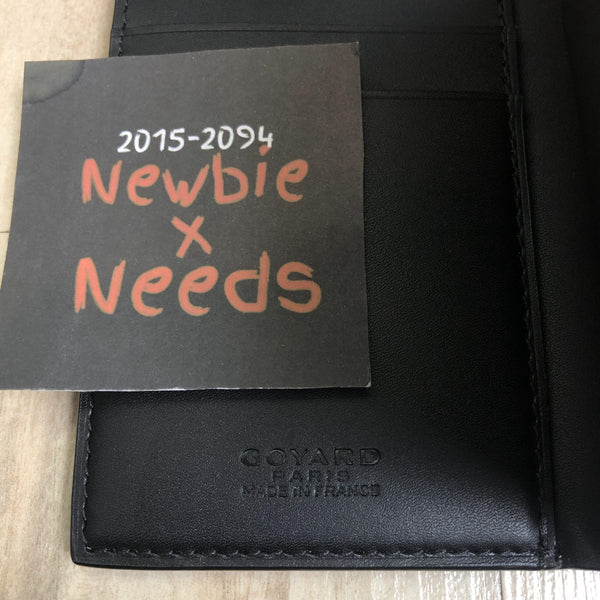 2015-2094
Newbie
x
Needs
GOYARD
PARIS
MADE IN FRANCE